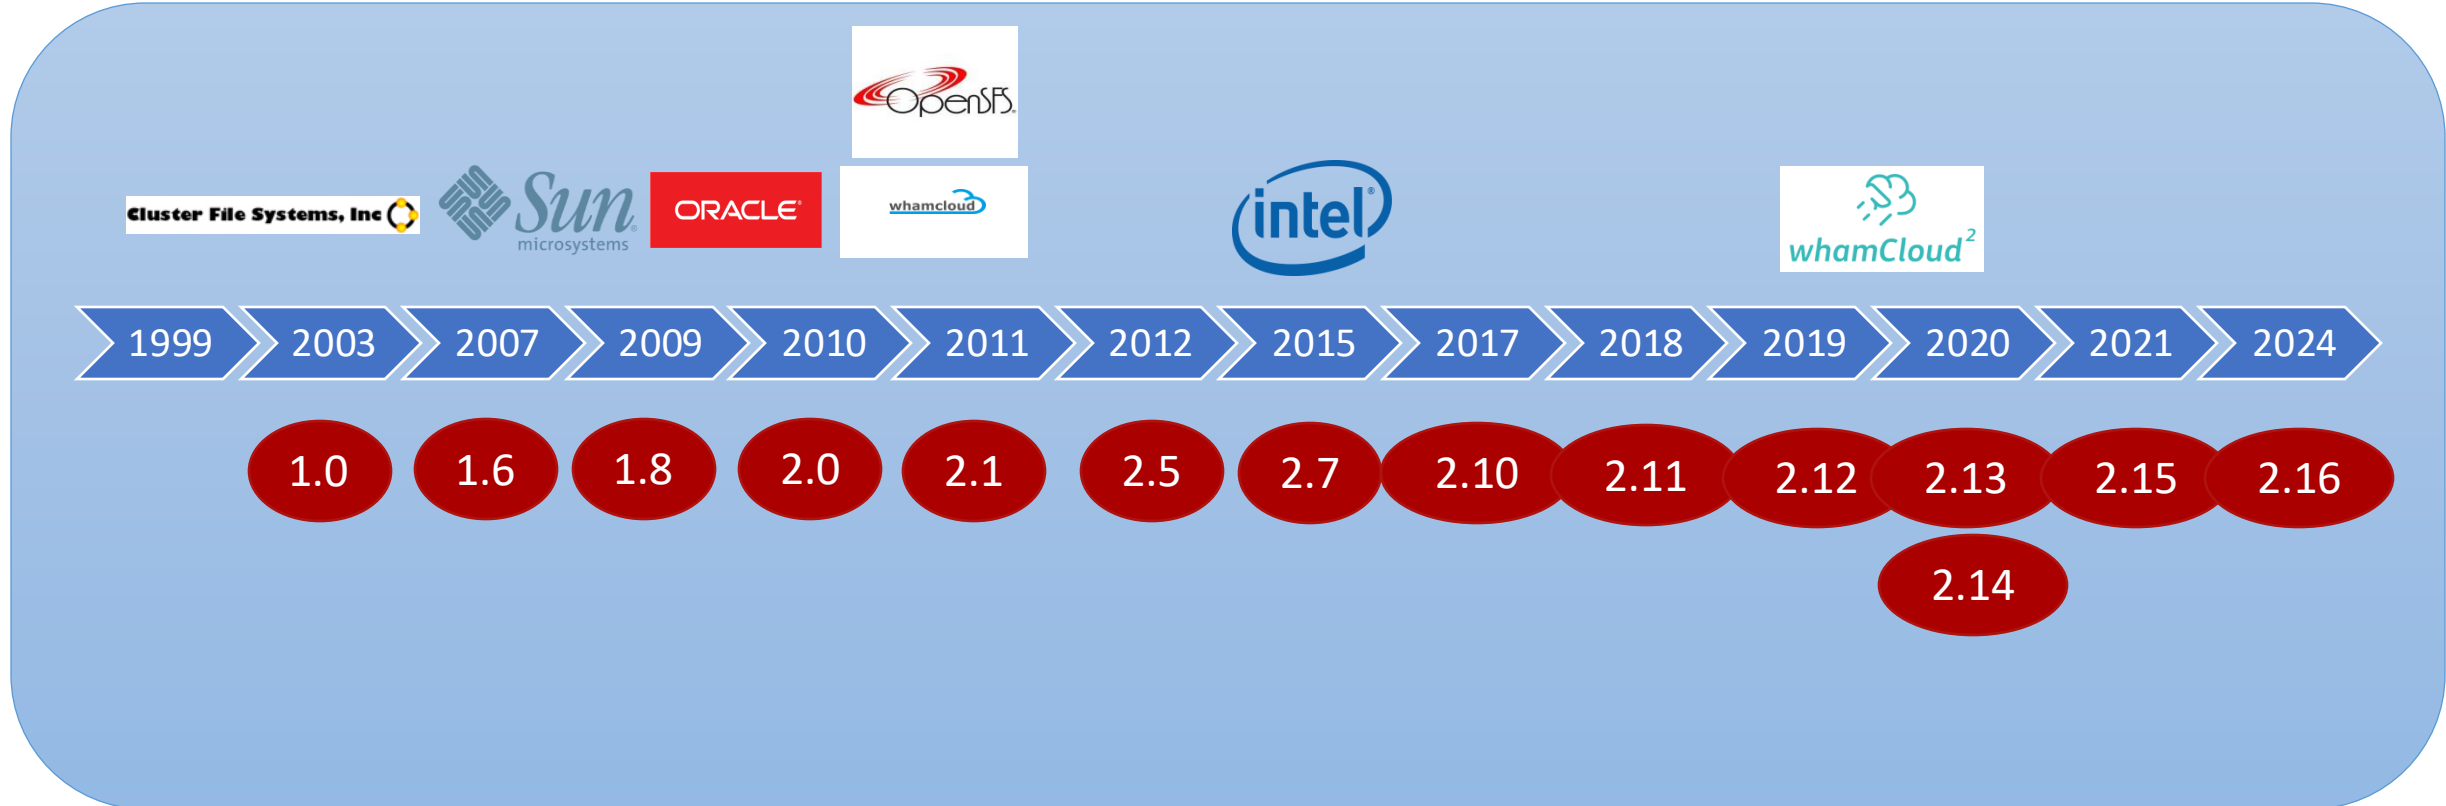 OpenSFS.
Cluster File Systems, Inc
Sun
microsystems
ORACLE®
whamcloud
intel®
whamCloud²
1999 2003 2007 2009 2010 2011 2012 2015 2017 2018 2019 2020 2021 2024
1.0 1.6 1.8 2.0 2.1 2.5 2.7 2.10 2.11 2.12 2.13 2.15 2.16
2.14